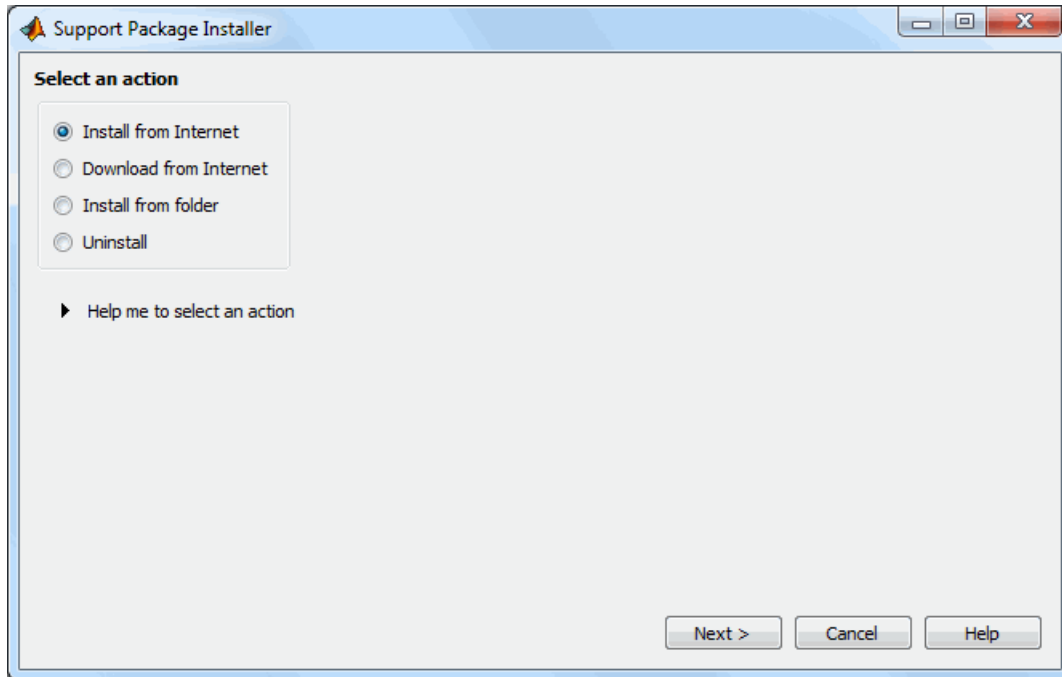 Support Package Installer
Select an action
Install from Internet
Download from Internet
Install from folder
Uninstall
Help me to select an action
Next >
Cancel
Help